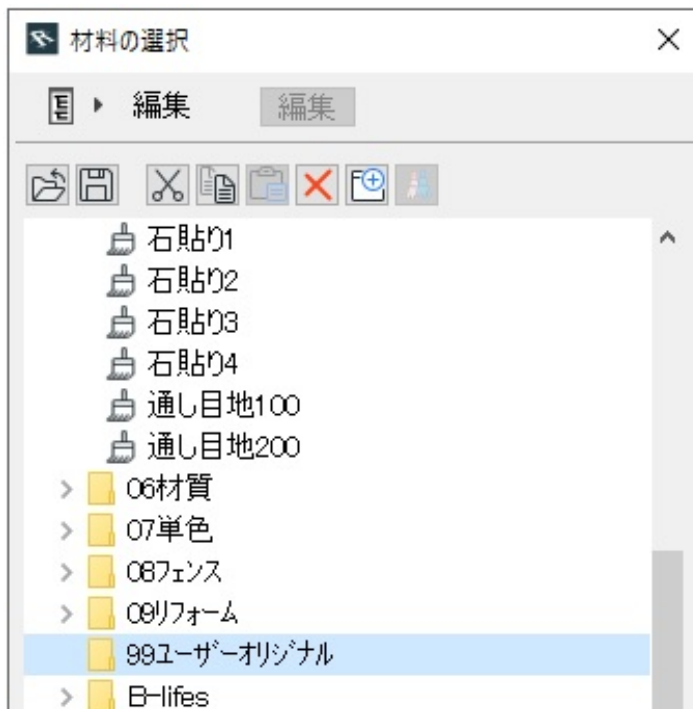 材料の選択
編集 編集
石貼り1
石貼り2
石貼り3
石貼り4
通し目地100
通し目地200
06材質
07単色
08ﾌｪﾝｽ
09ﾘﾌｫｰﾑ
99ﾕｰｻﾞｰｵﾘｼﾞﾅﾙ
B-lifes